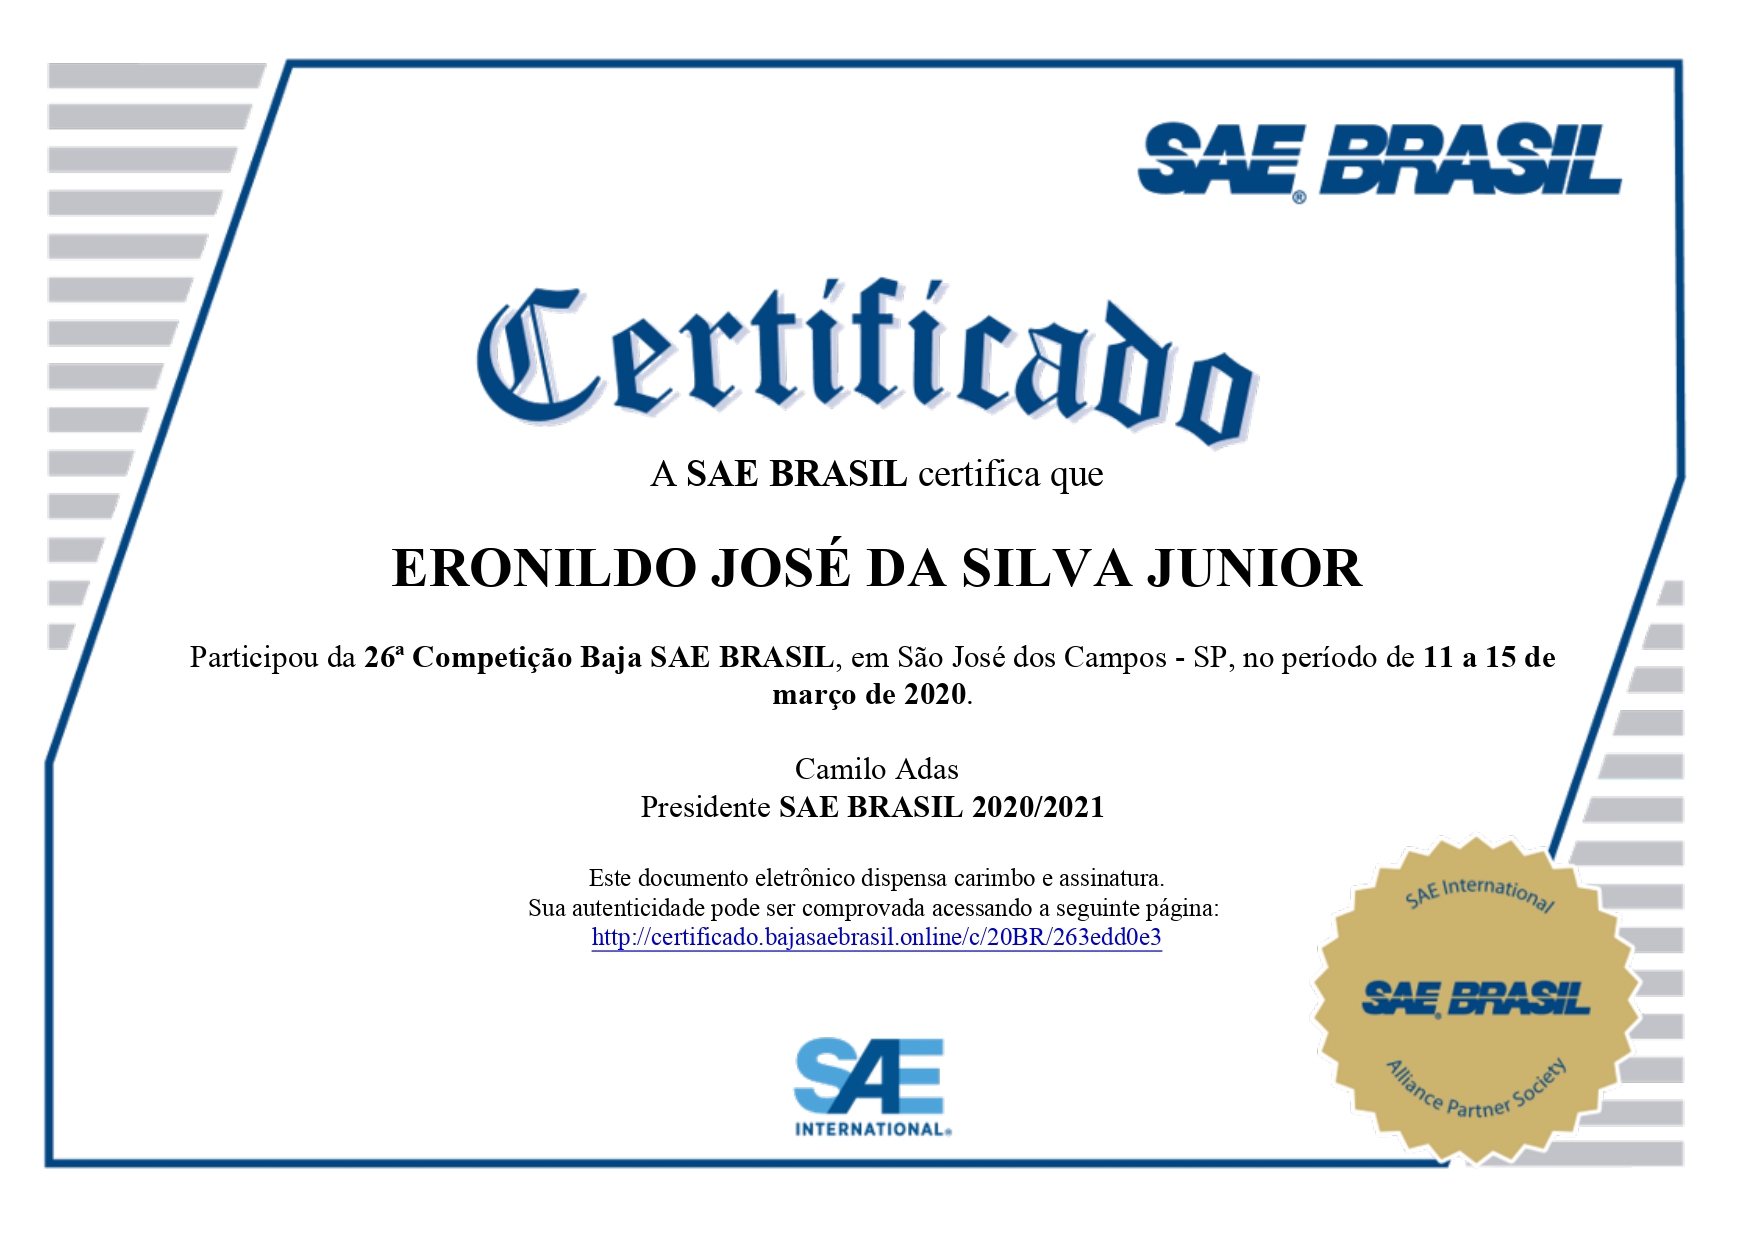 SAE® BRASIL
Certificado
A SAE BRASIL certifica que
ERONILDO JOSÉ DA SILVA JUNIOR
Participou da 26ª Competição Baja SAE BRASIL, em São José dos Campos - SP, no período de 11 a 15 de
março de 2020.
Camilo Adas
Presidente SAE BRASIL 2020/2021
Este documento eletrônico dispensa carimbo e assinatura.
Sua autenticidade pode ser comprovada acessando a seguinte página:
http://certificado.bajasaebrasil.online/c/20BR/263edd0e3
SAE International
SAE® BRASIL
Alliance Partner Society
SAE
INTERNATIONAL®